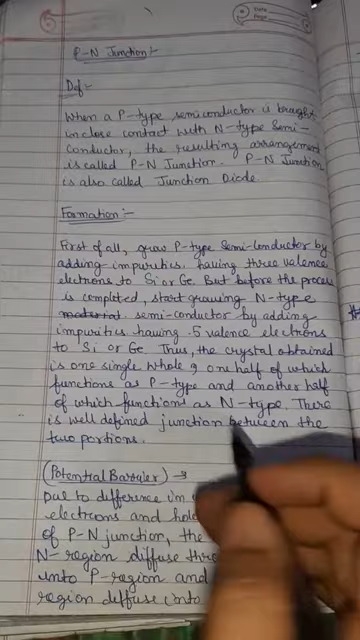 Date
Page
P-N Junction:-
Def:-
When a P-type semiconductor is brought
in close contact with N-type Semi-
Conductor, the resulting arrangement
is called P-N Junction. P-N Junction
is also called Junction Diode.
Formation:-
First of all, grow P-type Semi-conductor by
adding impurities having three valence
electrons to Si or Ge. But before the process
is completed, start growing N-type
material semi-conductor by adding
impurities having 5 valence electrons
to Si or Ge Thus, the crystal obtained
is one single whole, one half of which
functions as P-type and another half
of which functions as N-type. There
is well defined junction between the
two portions.
(Potential Barrier) →
Due to difference in
electrons and hol
of P-N junction, the
N-region diffuse thro
into P-region and
region diffuse into